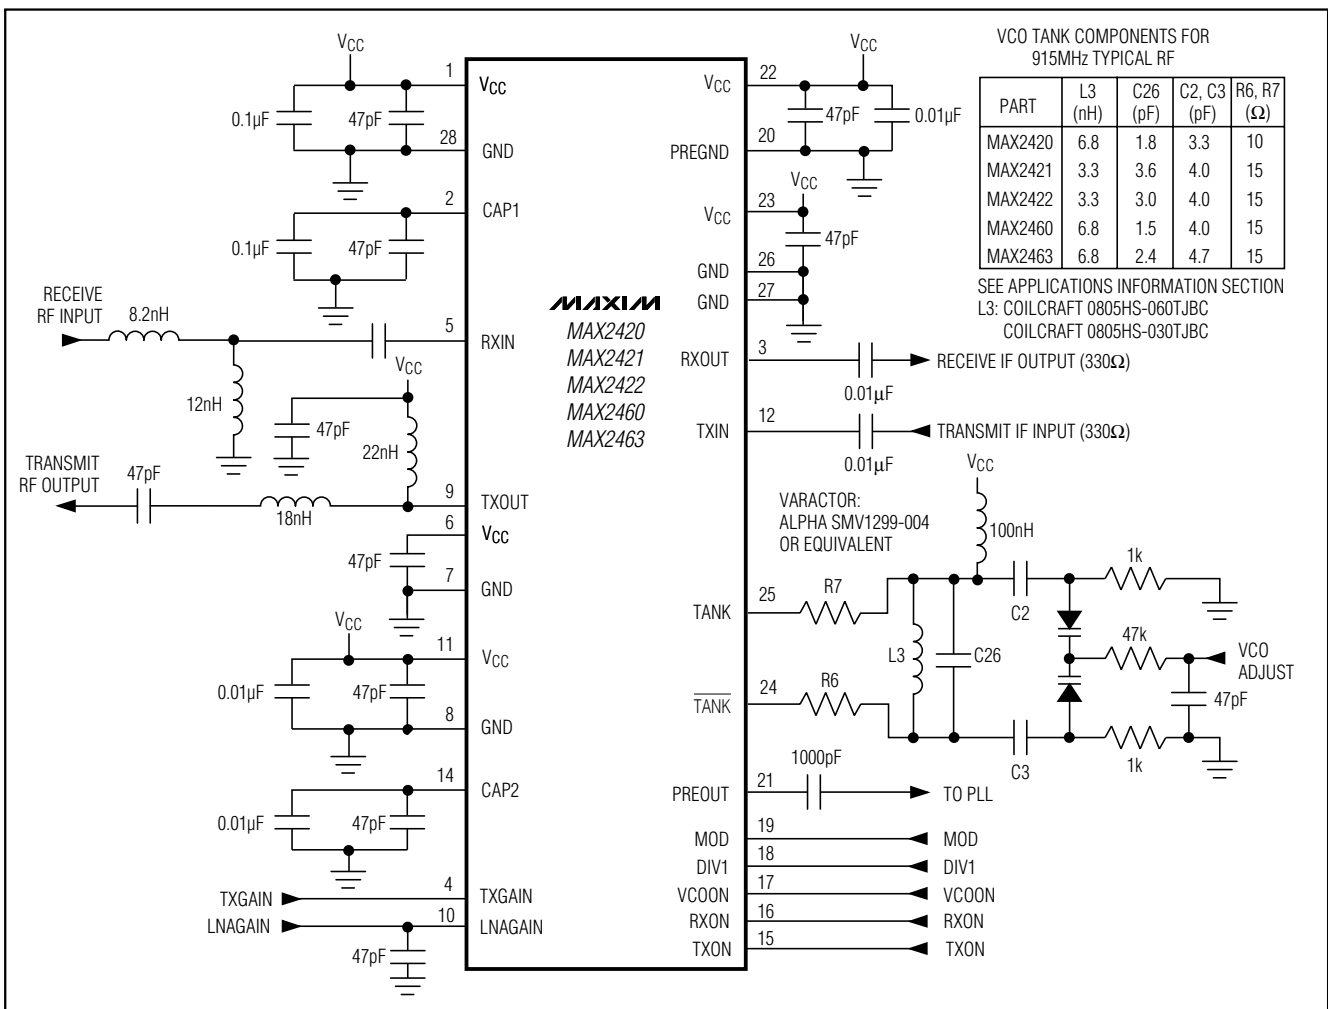 VCC
1
VCC
0.1µF
47pF
28
GND
2
CAP1
0.1µF
47pF
RECEIVE
RF INPUT
8.2nH
5
RXIN
12nH
VCC
47pF
22nH
TRANSMIT
RF OUTPUT
47pF
18nH
9
TXOUT
6
VCC
47pF
7
GND
VCC
11
VCC
0.01µF
47pF
8
GND
14
CAP2
0.01µF
47pF
TXGAIN
4
TXGAIN
LNAGAIN
10
LNAGAIN
47pF
MAXIM
MAX2420
MAX2421
MAX2422
MAX2460
MAX2463
VCC
22
VCC
47pF
0.01µF
20
PREGND
VCC
23
VCC
47pF
26
GND
27
GND
3
RXOUT
0.01µF
RECEIVE IF OUTPUT (330Ω)
12
TXIN
0.01µF
TRANSMIT IF INPUT (330Ω)
VARACTOR:
ALPHA SMV1299-004
OR EQUIVALENT
VCC
100nH
25
TANK
R7
L3
C26
C2
1k
47k
VCO
ADJUST
47pF
24
TANK
R6
C3
1k
21
PREOUT
1000pF
TO PLL
19
MOD
MOD
18
DIV1
DIV1
17
VCOON
VCOON
16
RXON
RXON
15
TXON
TXON
VCO TANK COMPONENTS FOR
915MHz TYPICAL RF
PART L3 (nH) C26 (pF) C2, C3 (pF) R6, R7 (Ω)
MAX2420 6.8 1.8 3.3 10
MAX2421 3.3 3.6 4.0 15
MAX2422 3.3 3.0 4.0 15
MAX2460 6.8 1.5 4.0 15
MAX2463 6.8 2.4 4.7 15
SEE APPLICATIONS INFORMATION SECTION
L3: COILCRAFT 0805HS-060TJBC
COILCRAFT 0805HS-030TJBC